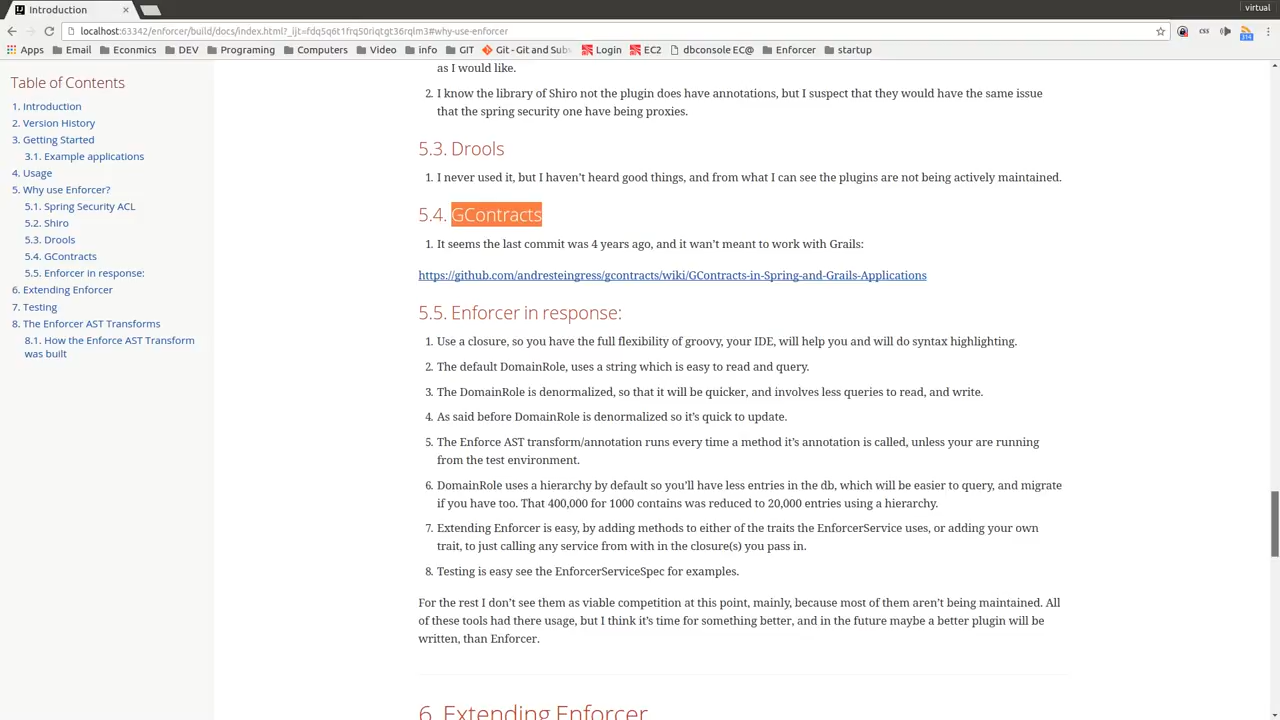 Introduction
virtual
localhost:63342/enforcer/build/docs/index.html?_ijt=fdq5q6t1frq50riqtgt36rqlm3#why-use-enforcer
Apps Email Econmics DEV Programing Computers Video info GIT Git - Git and Sub Login EC2 dbcconsole EC@ Enforcer startup
Table of Contents
1. Introduction
2. Version History
3. Getting Started
3.1. Example applications
4. Usage
5. Why use Enforcer?
5.1. Spring Security ACL
5.2. Shiro
5.3. Drools
5.4. GContracts
5.5. Enforcer in response:
6. Extending Enforcer
7. Testing
8. The Enforcer AST Transforms
8.1. How the Enforce AST Transform
was built
as I would like.
2. I know the library of Shiro not the plugin does have annotations, but I suspect that they would have the same issue
that the spring security one have being proxies.
5.3. Drools
1. I never used it, but I haven't heard good things, and from what I can see the plugins are not being actively maintained.
5.4. GContracts
1. It seems the last commit was 4 years ago, and it wan't meant to work with Grails:
https://github.com/andresteingress/gcontracts/wiki/GContracts-in-Spring-and-Grails-Applications
5.5. Enforcer in response:
1. Use a closure, so you have the full flexibility of groovy, your IDE, will help you and will do syntax highlighting.
2. The default DomainRole, uses a string which is easy to read and query.
3. The DomainRole is denormalized, so that it will be quicker, and involves less queries to read, and write.
4. As said before DomainRole is denormalized so it's quick to update.
5. The Enforce AST transform/annotation runs every time a method it's annotation is called, unless your are running
from the test environment.
6. DomainRole uses a hierarchy by default so you'll have less entries in the db, which will be easier to query, and migrate
if you have too. That 400,000 for 1000 contains was reduced to 20,000 entries using a hierarchy.
7. Extending Enforcer is easy, by adding methods to either of the traits the EnforcerService uses, or adding your own
trait, to just calling any service from with in the closure(s) you pass in.
8. Testing is easy see the EnforcerServiceSpec for examples.
For the rest I don't see them as viable competition at this point, mainly, because most of them aren't being maintained. All
of these tools had there usage, but I think it's time for something better, and in the future maybe a better plugin will be
written, than Enforcer.
6. Extending Enforcer